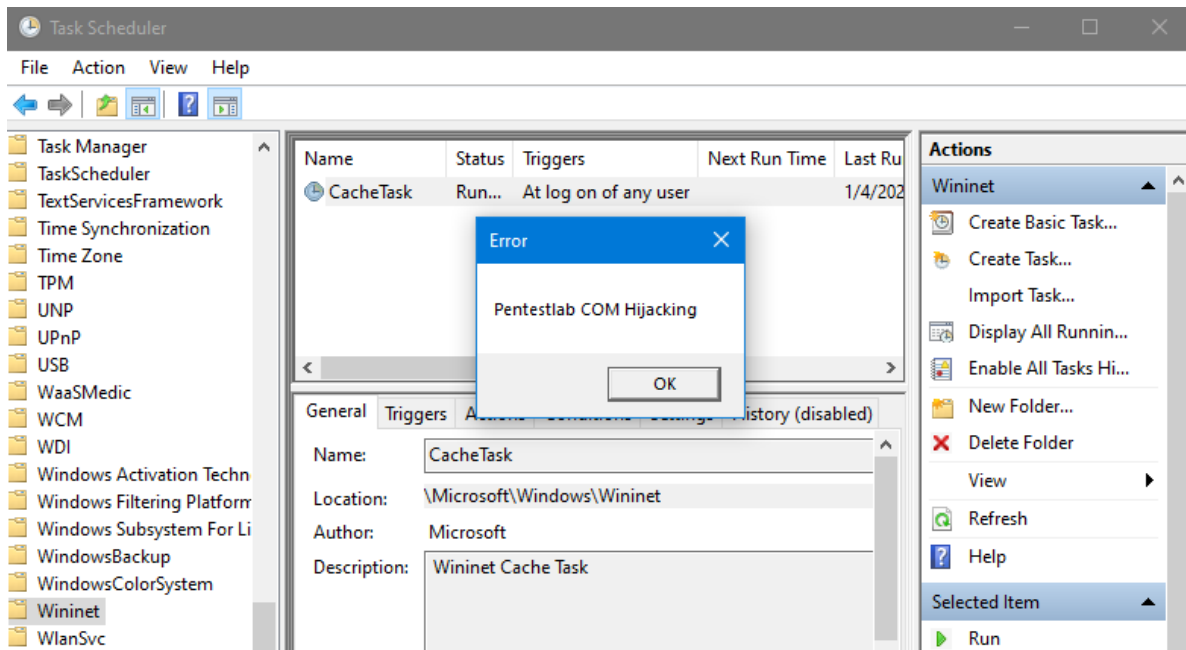 Task Scheduler
File Action View Help
Task Manager
TaskScheduler
TextServicesFramework
Time Synchronization
Time Zone
TPM
UNP
UPnP
USB
WaaSMedic
WCM
WDI
Windows Activation Techn
Windows Filtering Platform
Windows Subsystem For Li
WindowsBackup
WindowsColorSystem
Wininet
WlanSvc
Name Status Triggers Next Run Time Last Ru
CacheTask Run... At log on of any user 1/4/202
Error
Pentestlab COM Hijacking
OK
General Triggers History (disabled)
Name: CacheTask
Location: \Microsoft\Windows\Wininet
Author: Microsoft
Description: Wininet Cache Task
Actions
Wininet
Create Basic Task...
Create Task...
Import Task...
Display All Runnin...
Enable All Tasks Hi...
New Folder...
Delete Folder
View
Refresh
Help
Selected Item
Run